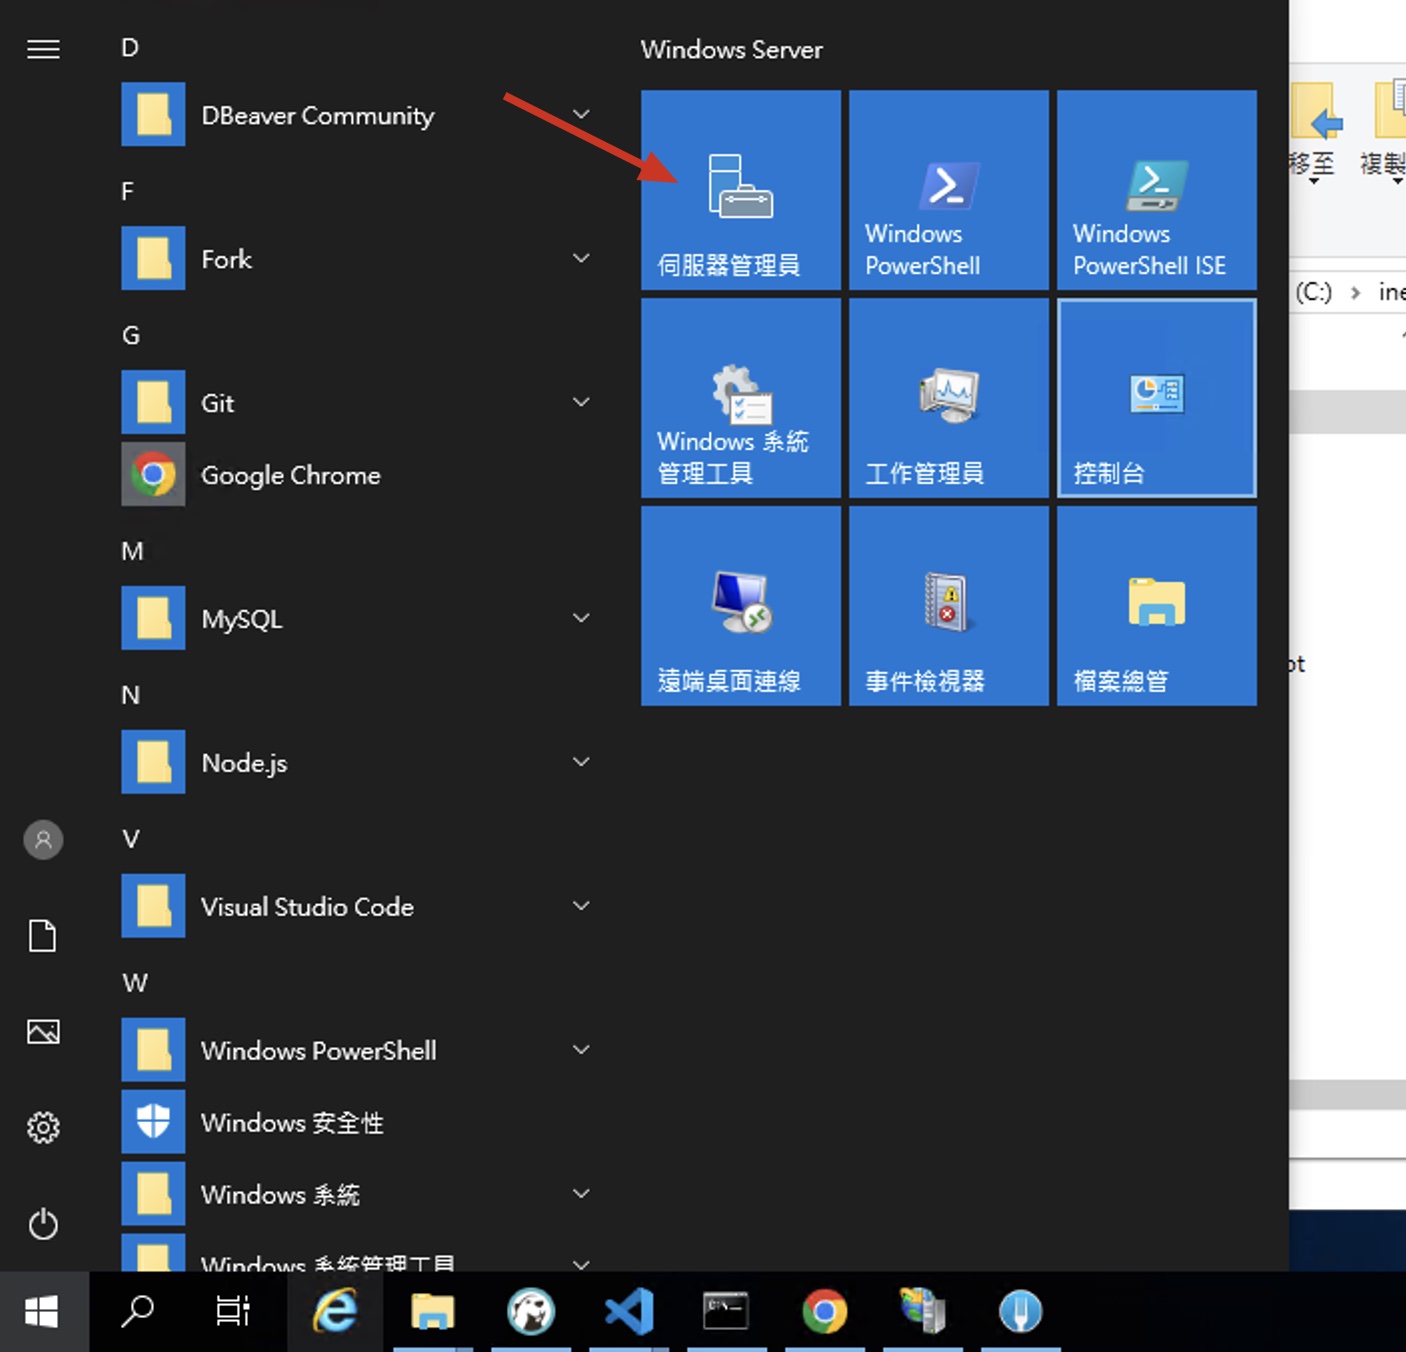 D
DBeaver Community
F
Fork
G
Git
Google Chrome
M
MySQL
N
Node.js
V
Visual Studio Code
W
Windows PowerShell
Windows 安全性
Windows 系統
Windows 系統管理工具
Windows Server
伺服器管理員
Windows
PowerShell
Windows
PowerShell ISE
Windows 系統
管理工具
工作管理員
控制台
遠端桌面連線
事件檢視器
檔案總管
移至
複製
(C:) > ine
ot